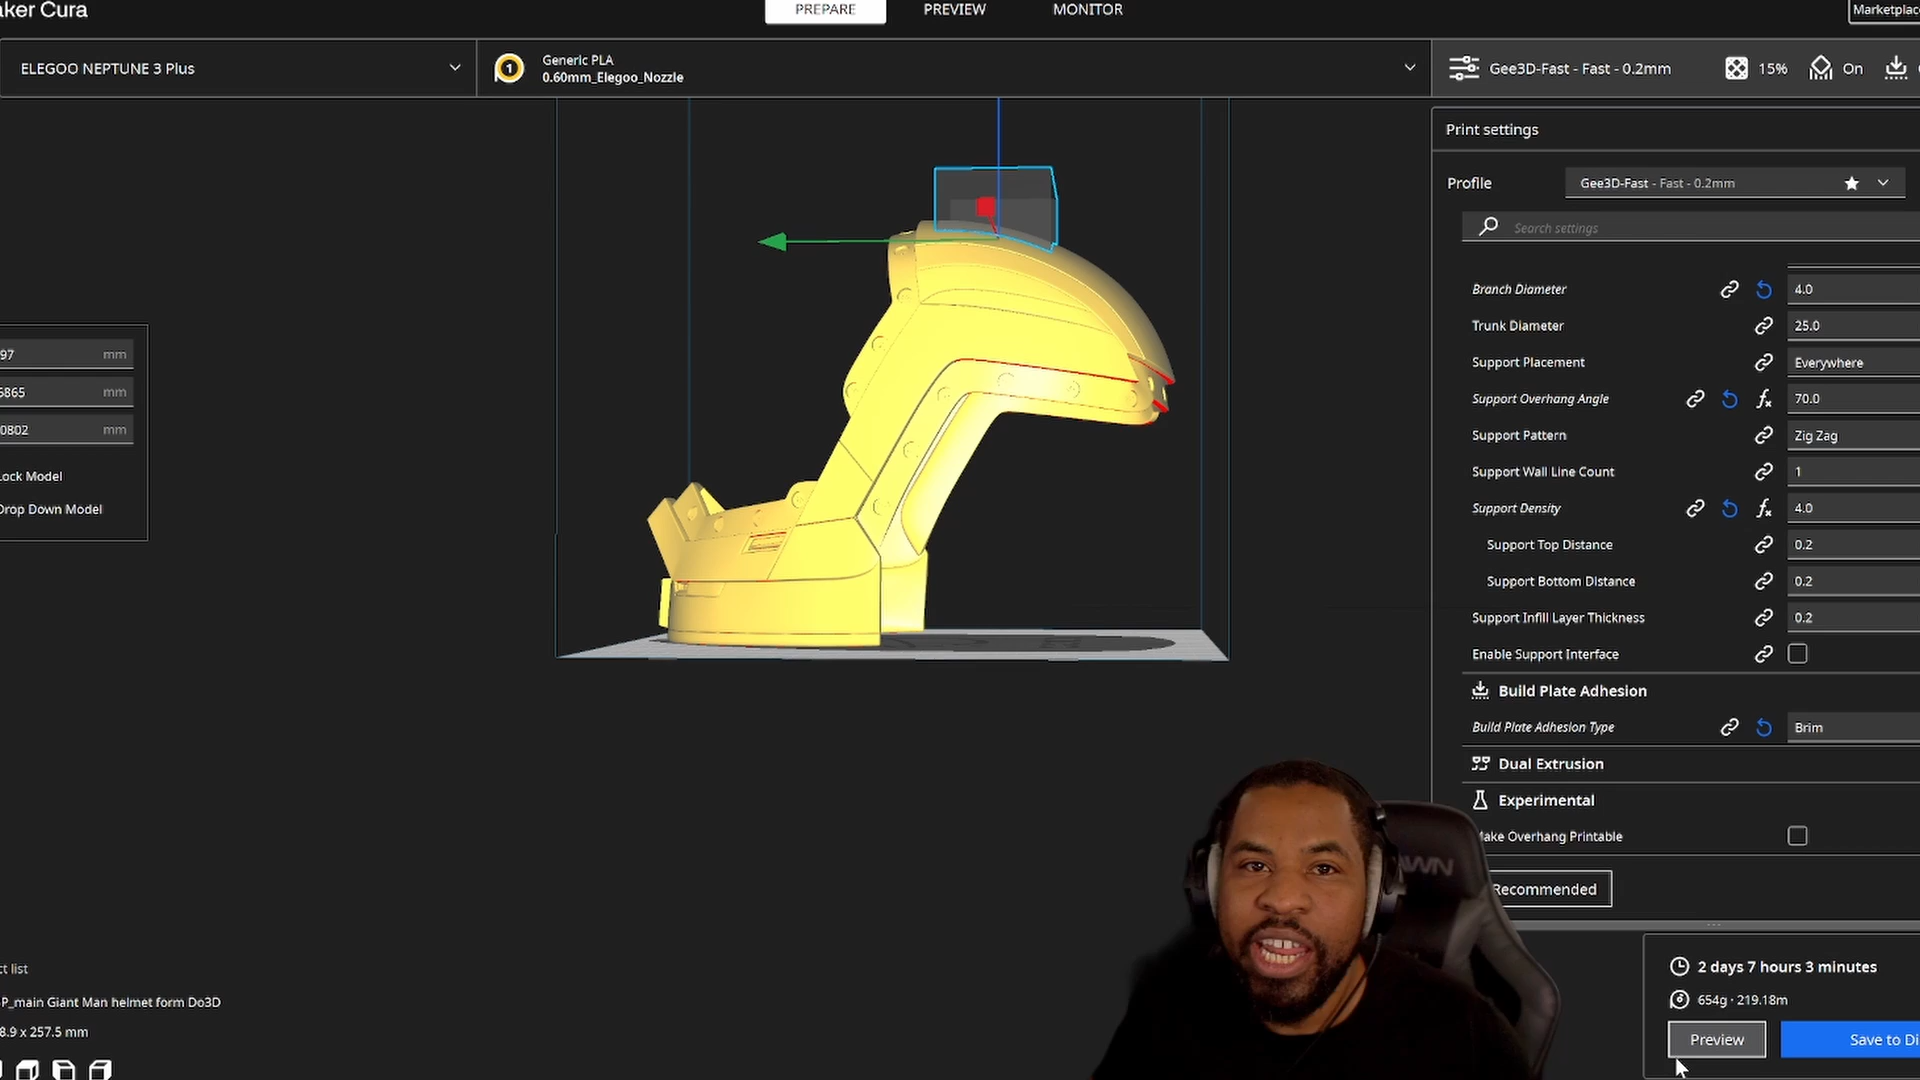 aker Cura
PREPARE
PREVIEW
MONITOR
Marketplac
ELEGOO NEPTUNE 3 Plus
1
Generic PLA
0.60mm_Elegoo_Nozzle
Gee3D-Fast - Fast - 0.2mm
15%
On
Print settings
Profile
Gee3D-Fast - Fast - 0.2mm
Search settings
Branch Diameter
4.0
Trunk Diameter
25.0
Support Placement
Everywhere
Support Overhang Angle
fx
70.0
Support Pattern
Zig Zag
Support Wall Line Count
1
Support Density
fx
4.0
Support Top Distance
0.2
Support Bottom Distance
0.2
Support Infill Layer Thickness
0.2
Enable Support Interface
Build Plate Adhesion
Build Plate Adhesion Type
Brim
Dual Extrusion
Experimental
Make Overhang Printable
Recommended
97 mm
5865 mm
0802 mm
Lock Model
Drop Down Model
AWN
ct list
P_main Giant Man helmet form Do3D
8.9 x 257.5 mm
2 days 7 hours 3 minutes
654g · 219.18m
Preview
Save to Di